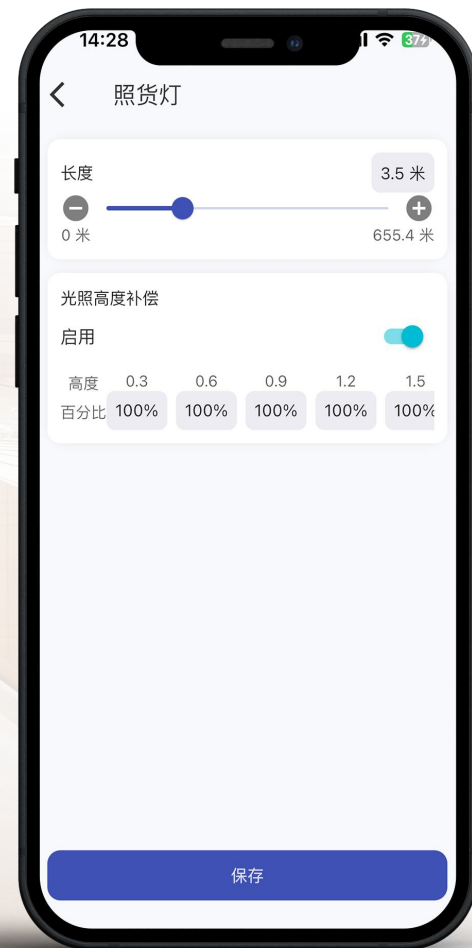 14:28
37
照货灯
长度
3.5 米
0 米
655.4 米
光照高度补偿
启用
高度 0.3 0.6 0.9 1.2 1.5
百分比 100% 100% 100% 100% 100%
保存